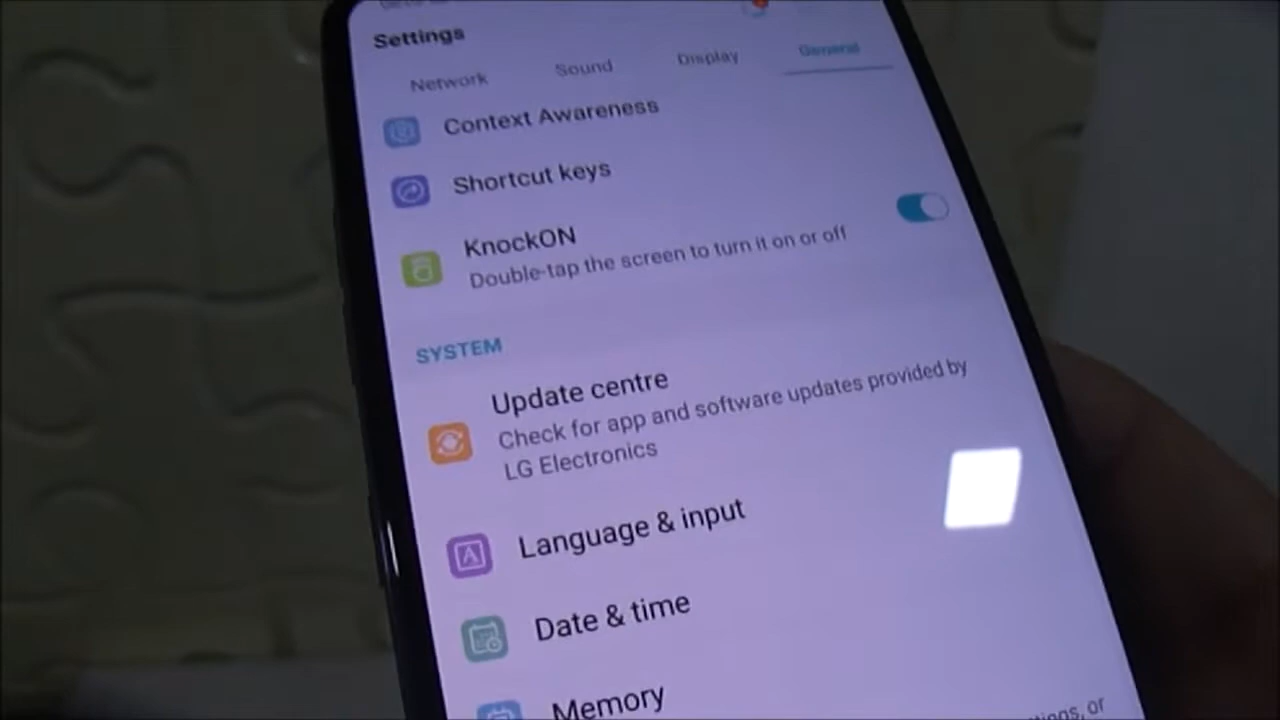 Settings
Network
Sound
Display
General
Context Awareness
Shortcut keys
KnockON
Double-tap the screen to turn it on or off
SYSTEM
Update centre
Check for app and software updates provided by
LG Electronics
Language & input
Date & time
Memory
or